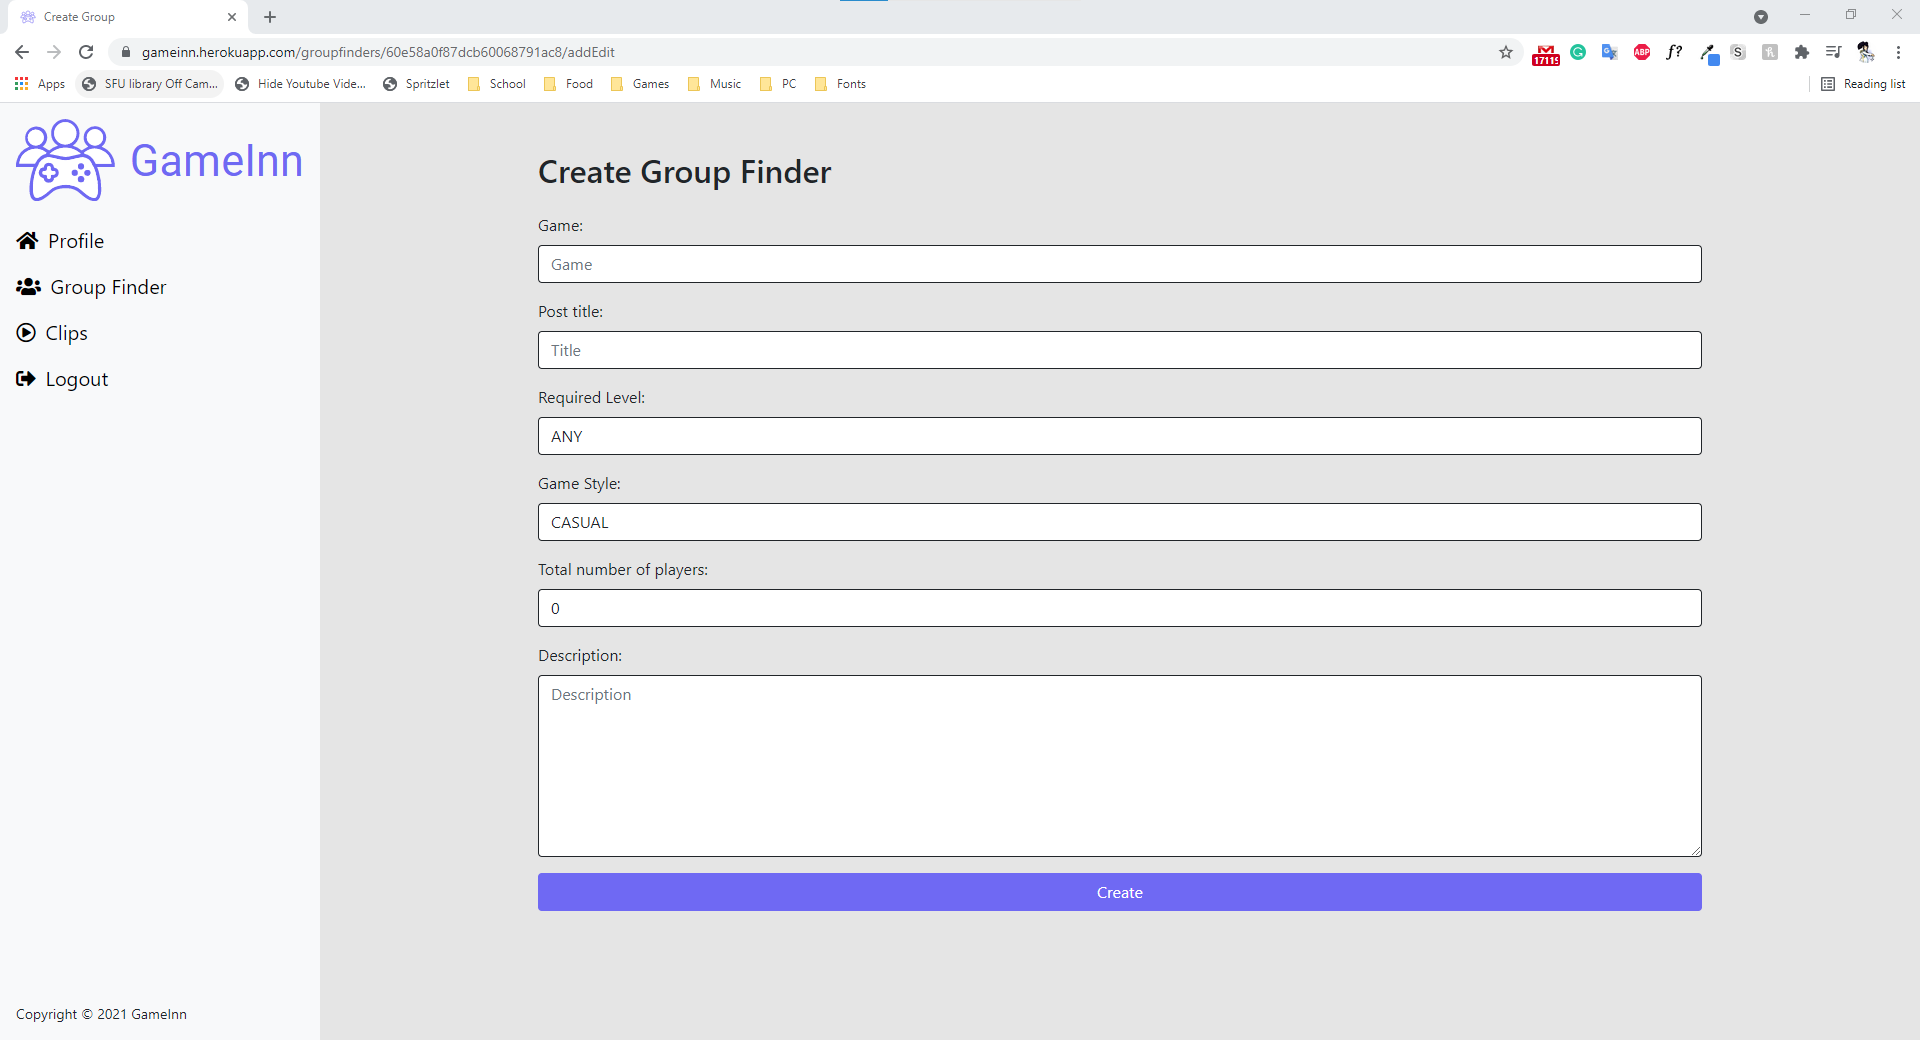 Create Group
gameinn.herokuapp.com/groupfinders/60e58a0f87dcb60068791ac8/addEdit
17115
ABP
f?
S
Apps
SFU library Off Cam...
Hide Youtube Vide...
Spritzlet
School
Food
Games
Music
PC
Fonts
Reading list
GameInn
Profile
Group Finder
Clips
Logout
Create Group Finder
Game:
Game
Post title:
Title
Required Level:
ANY
Game Style:
CASUAL
Total number of players:
0
Description:
Description
Create
Copyright © 2021 GameInn